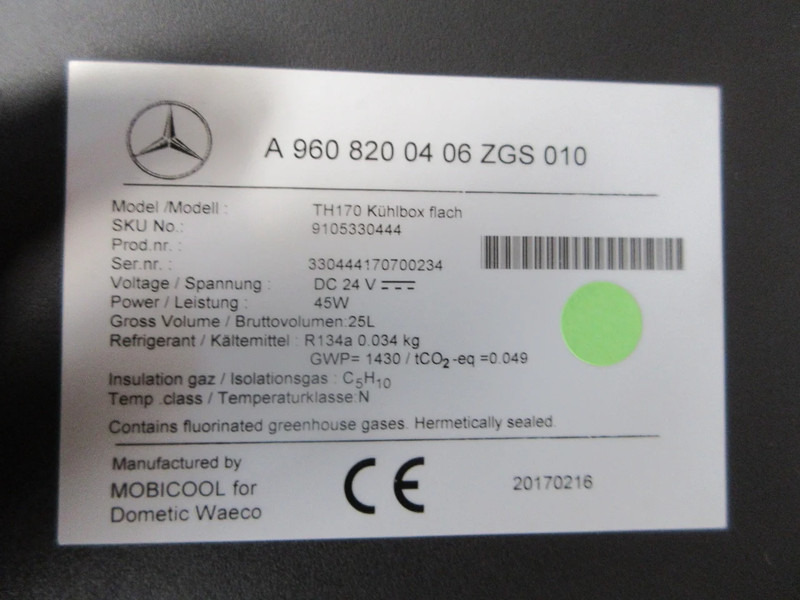 A 960 820 04 06 ZGS 010
Model /Modell : TH170 Kühlbox flach
SKU No.: 9105330444
Prod.nr. :
Ser.nr. : 330444170700234
Voltage / Spannung : DC 24 V
Power / Leistung : 45W
Gross Volume / Bruttovolumen:25L
Refrigerant / Kältemittel : R134a 0.034 kg
GWP= 1430 / tCO₂-eq =0.049
Insulation gaz / Isolationsgas : C₅H₁₀
Temp .class / Temperaturklasse:N
Contains fluorinated greenhouse gases. Hermetically sealed.
Manufactured by
MOBICOOL for
Dometic Waeco
CE
20170216